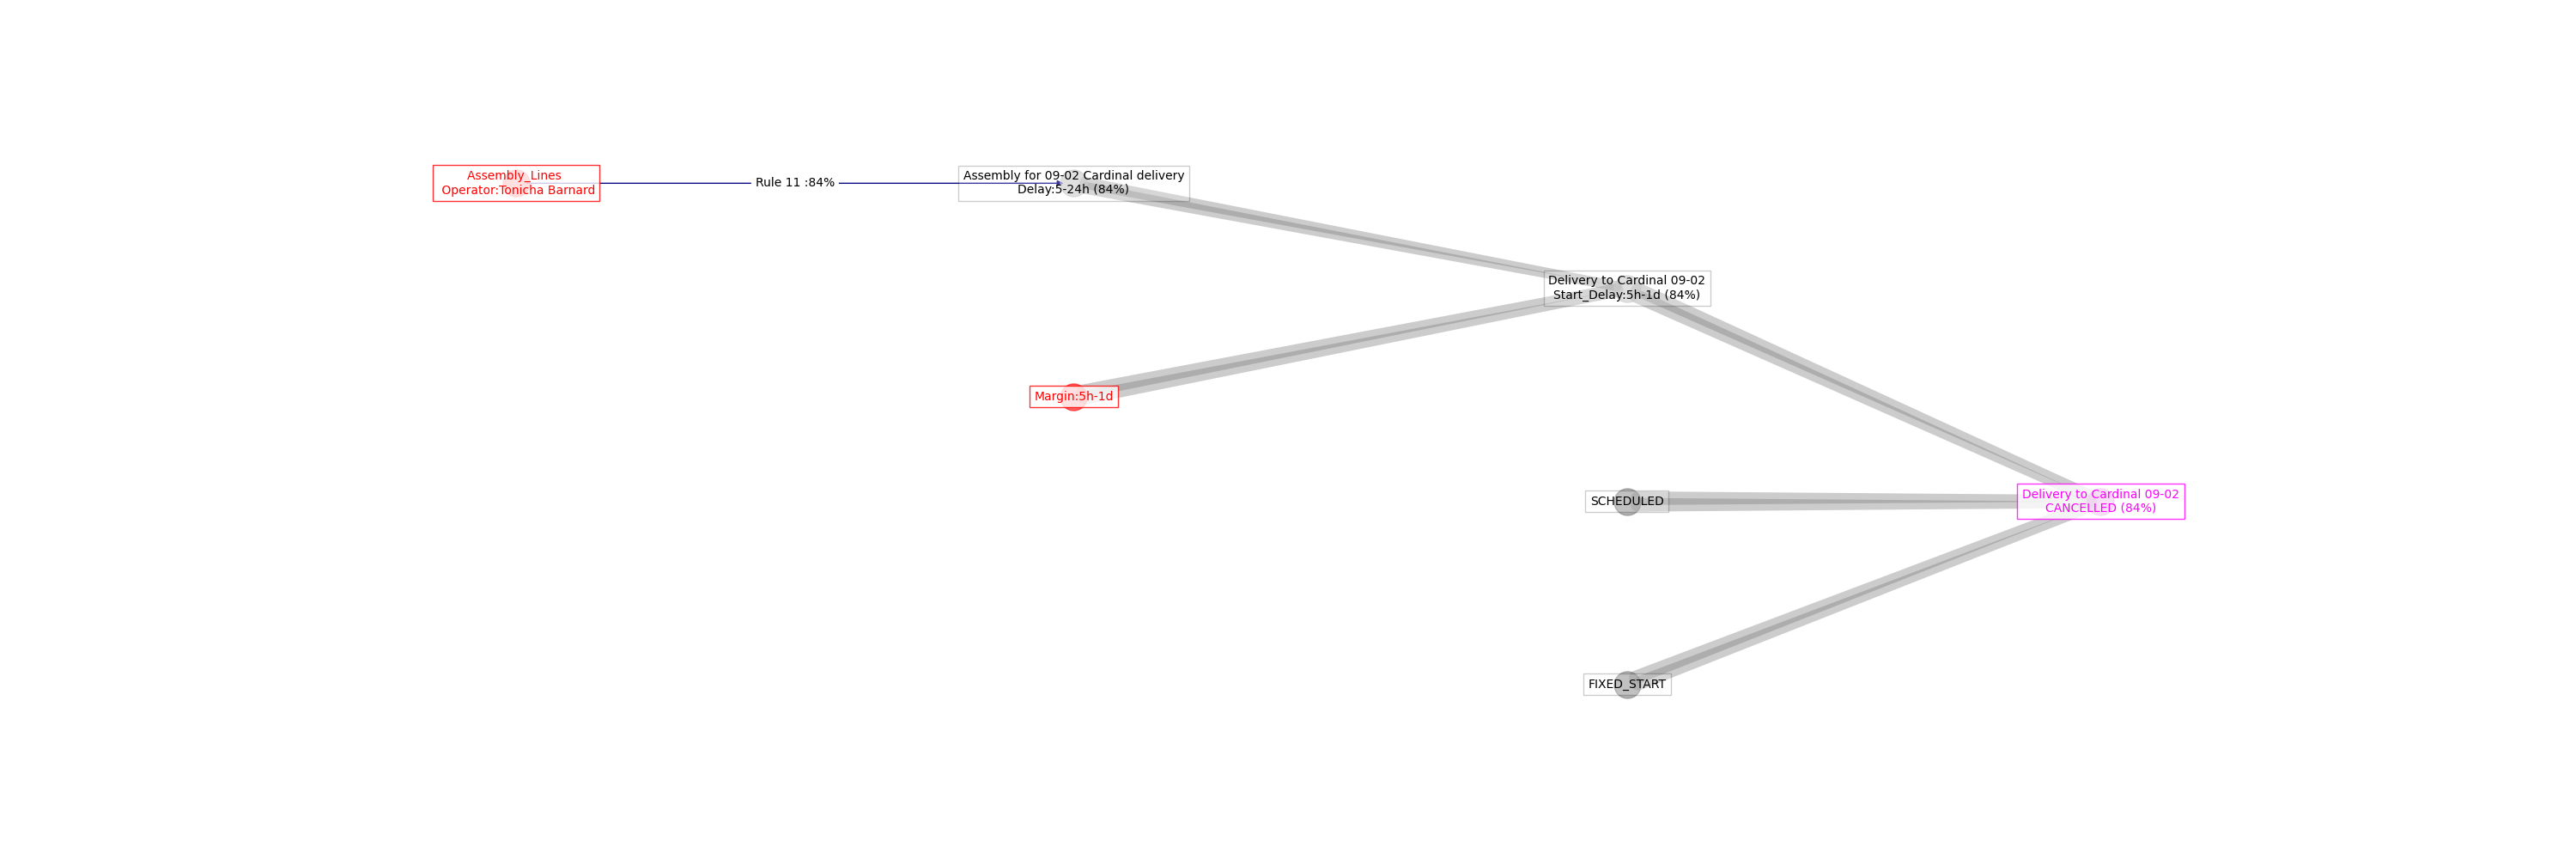 Assembly_Lines
Operator:Tonicha Barnard
Rule 11 :84%
Assembly for 09-02 Cardinal delivery
Delay:5-24h (84%)
Delivery to Cardinal 09-02
Start_Delay:5h-1d (84%)
Margin:5h-1d
SCHEDULED
Delivery to Cardinal 09-02
CANCELLED (84%)
FIXED_START